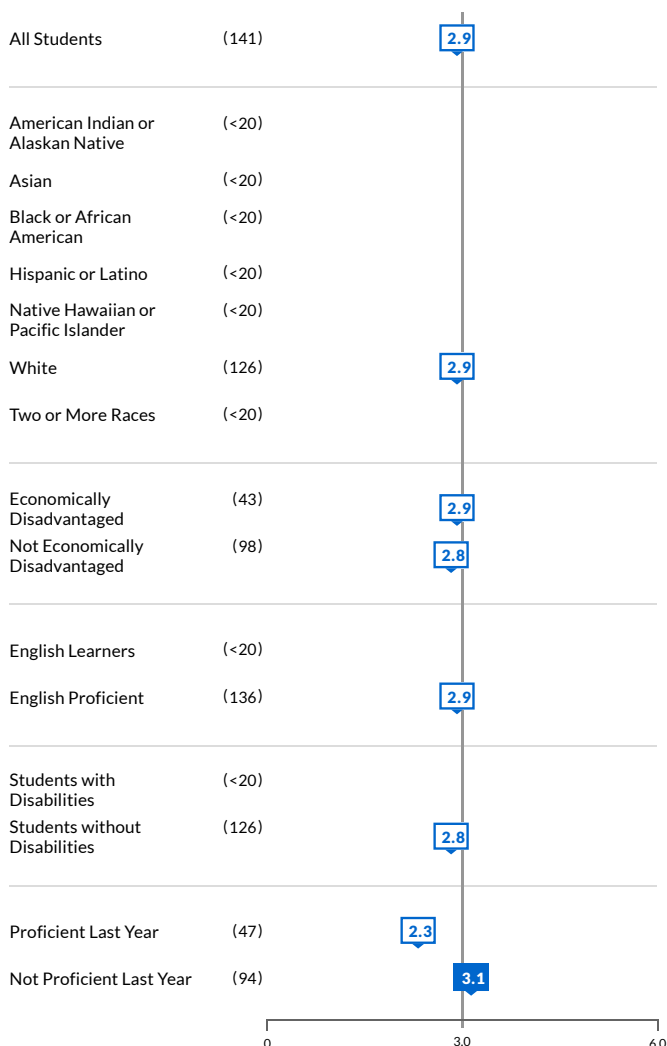 All Students (141) 2.9
American Indian or (<20)
Alaskan Native
Asian (<20)
Black or African (<20)
American
Hispanic or Latino (<20)
Native Hawaiian or (<20)
Pacific Islander
White (126) 2.9
Two or More Races (<20)
Economically (43) 2.9
Disadvantaged
Not Economically (98) 2.8
Disadvantaged
English Learners (<20)
English Proficient (136) 2.9
Students with (<20)
Disabilities
Students without (126) 2.8
Disabilities
Proficient Last Year (47) 2.3
Not Proficient Last Year (94) 3.1
0 3.0 6.0